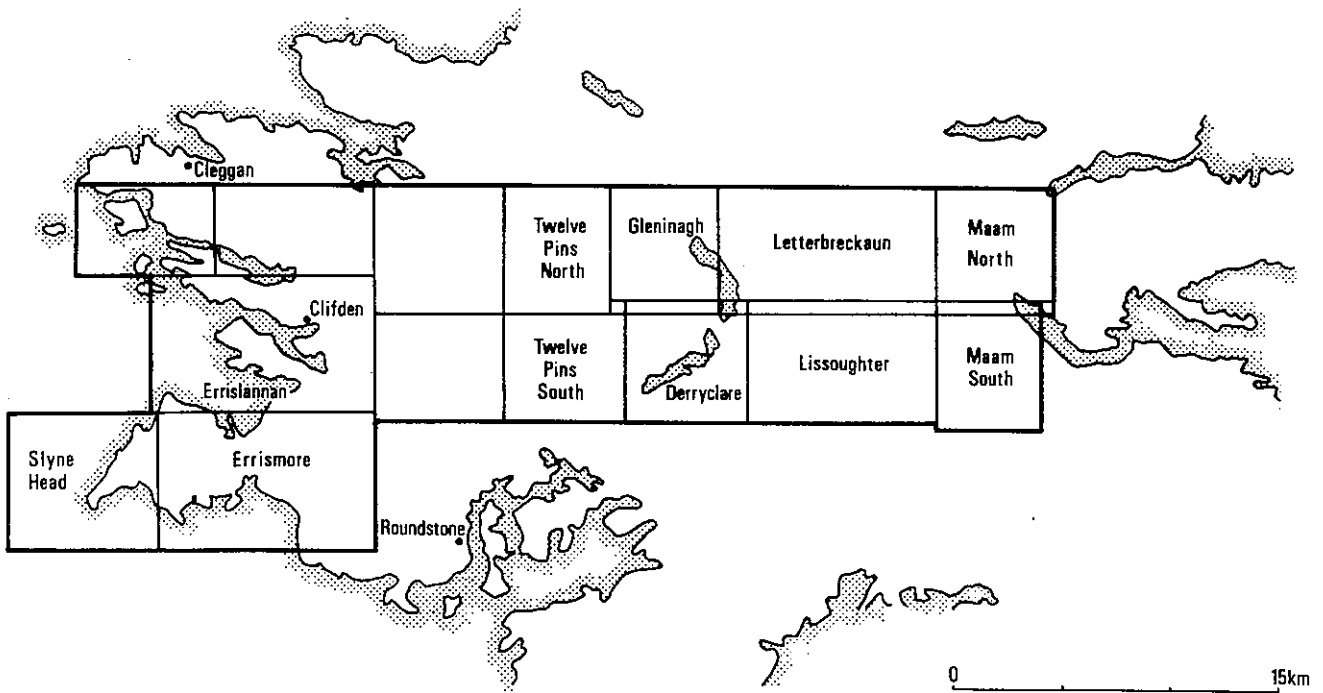 Cleggan
Twelve
Pins
North
Gleninagh
Letterbreckaun
Maam
North
Clifden
Twelve
Pins
South
Lissoughter
Maam
South
Errislannan
Derryclare
Slyne
Head
Errismore
Roundstone
0
15km